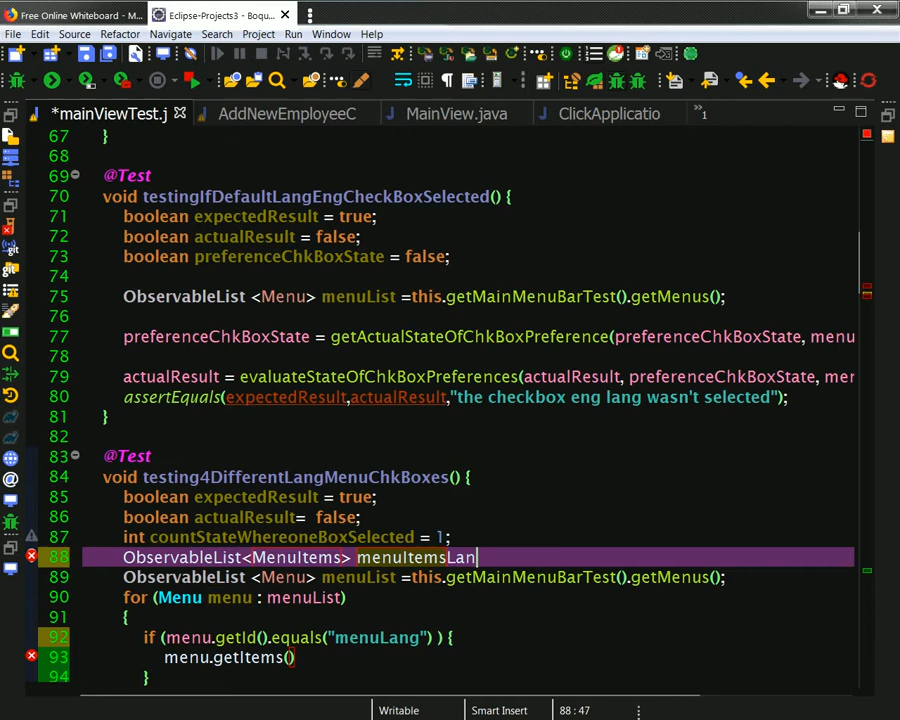 Free Online Whiteboard - M...
Eclipse-Projects3 - Boqu...
File Edit Source Refactor Navigate Search Project Run Window Help
*mainViewTest.j AddNewEmployeeC MainView.java ClickApplicatio »1
67 }
68
69 @Test
70 void testingIfDefaultLangEngCheckBoxSelected() {
71 boolean expectedResult = true;
72 boolean actualResult = false;
73 boolean preferenceChkBoxState = false;
74
75 ObservableList <Menu> menuList =this.getMainMenuBarTest().getMenus();
76
77 preferenceChkBoxState = getActualStateOfChkBoxPreference(preferenceChkBoxState, menu
78
79 actualResult = evaluateStateOfChkBoxPreferences(actualResult, preferenceChkBoxState, mer
80 assertEquals(expectedResult,actualResult,"the checkbox eng lang wasn't selected");
81 }
82
83 @Test
84 void testing4DifferentLangMenuChkBoxes() {
85 boolean expectedResult = true;
86 boolean actualResult= false;
87 int countStateWhereoneBoxSelected = 1;
88 ObservableList<MenuItems> menuItemsLan
89 ObservableList <Menu> menuList =this.getMainMenuBarTest().getMenus();
90 for (Menu menu : menuList)
91 {
92 if (menu.getId().equals("menuLang") ) {
93 menu.getItems()
94 }
Writable Smart Insert 88 : 47